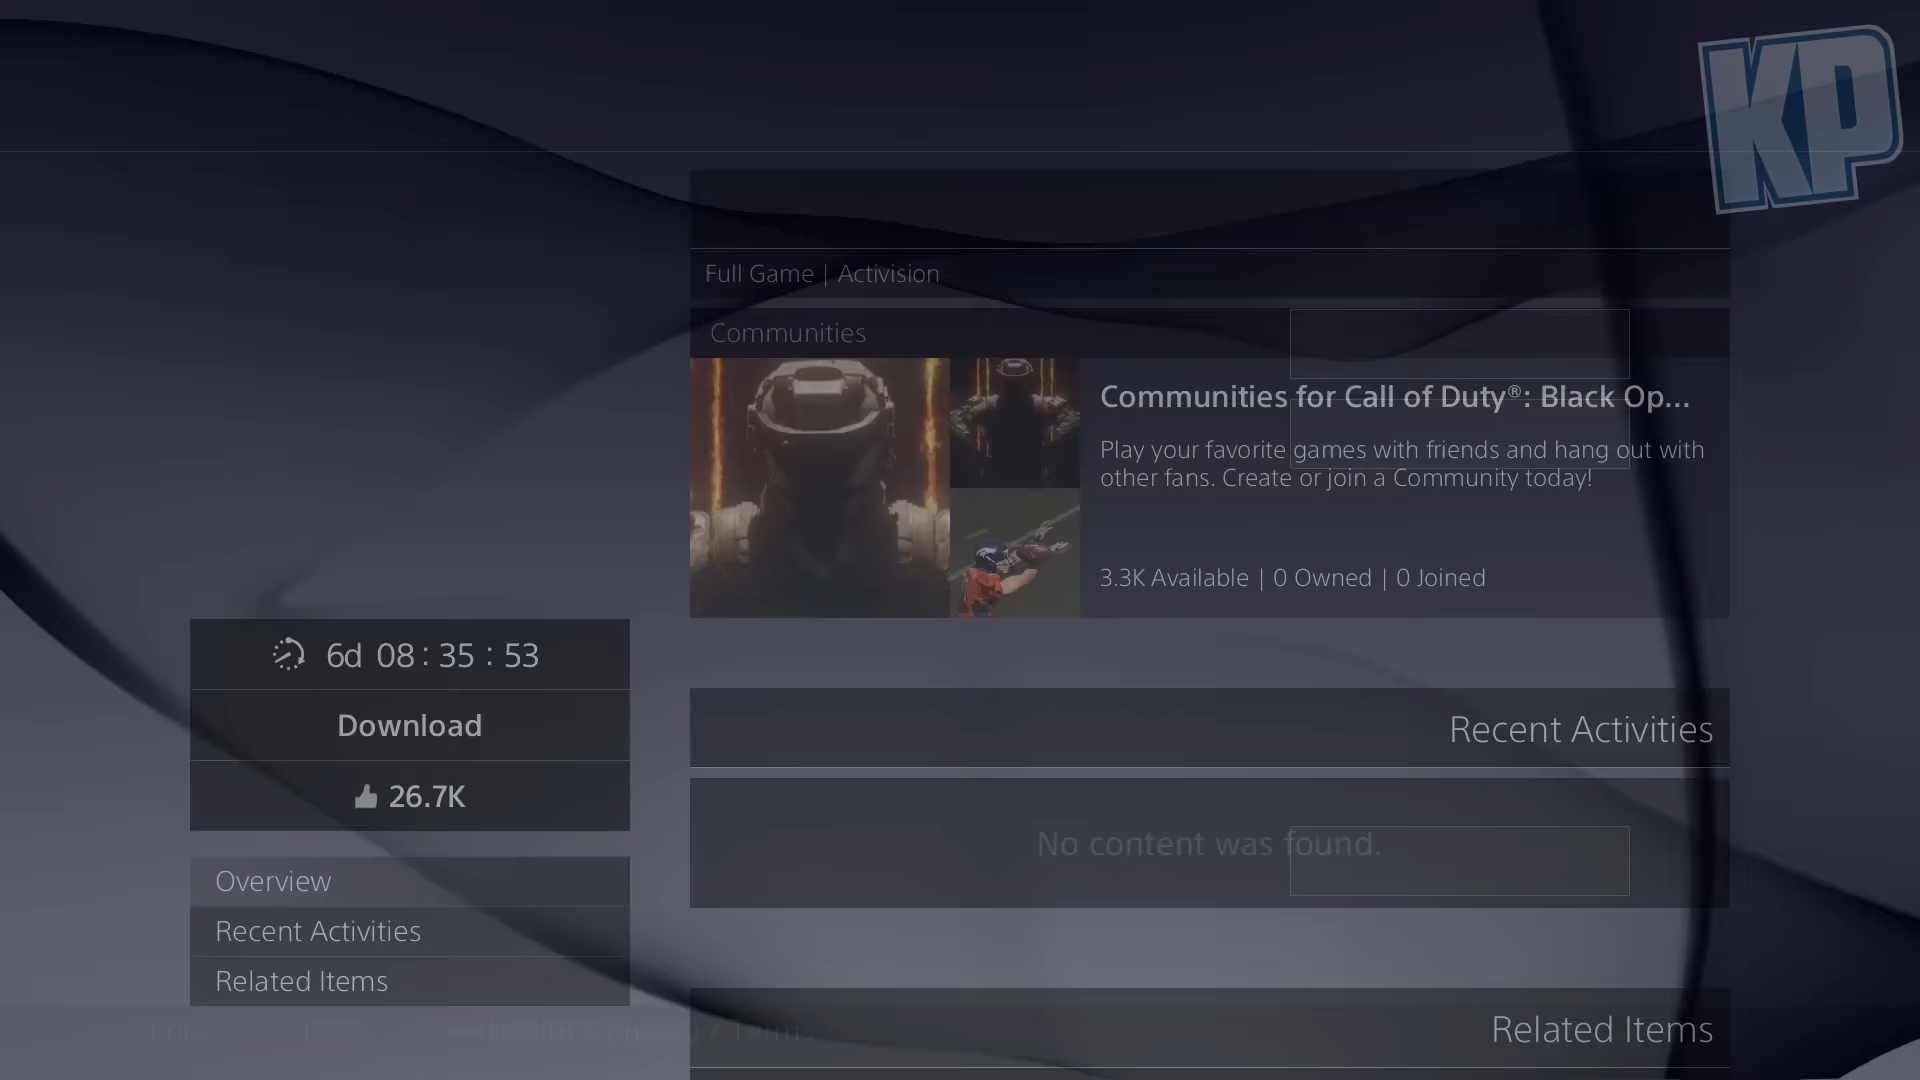 KP
Full Game | Activision
Communities
Communities for Call of Duty®: Black Op...
Play your favorite games with friends and hang out with
other fans. Create or join a Community today!
3.3K Available | 0 Owned | 0 Joined
6d 08 : 35 : 53
Download
26.7K
Overview
Recent Activities
Related Items
Recent Activities
No content was found.
Related Items